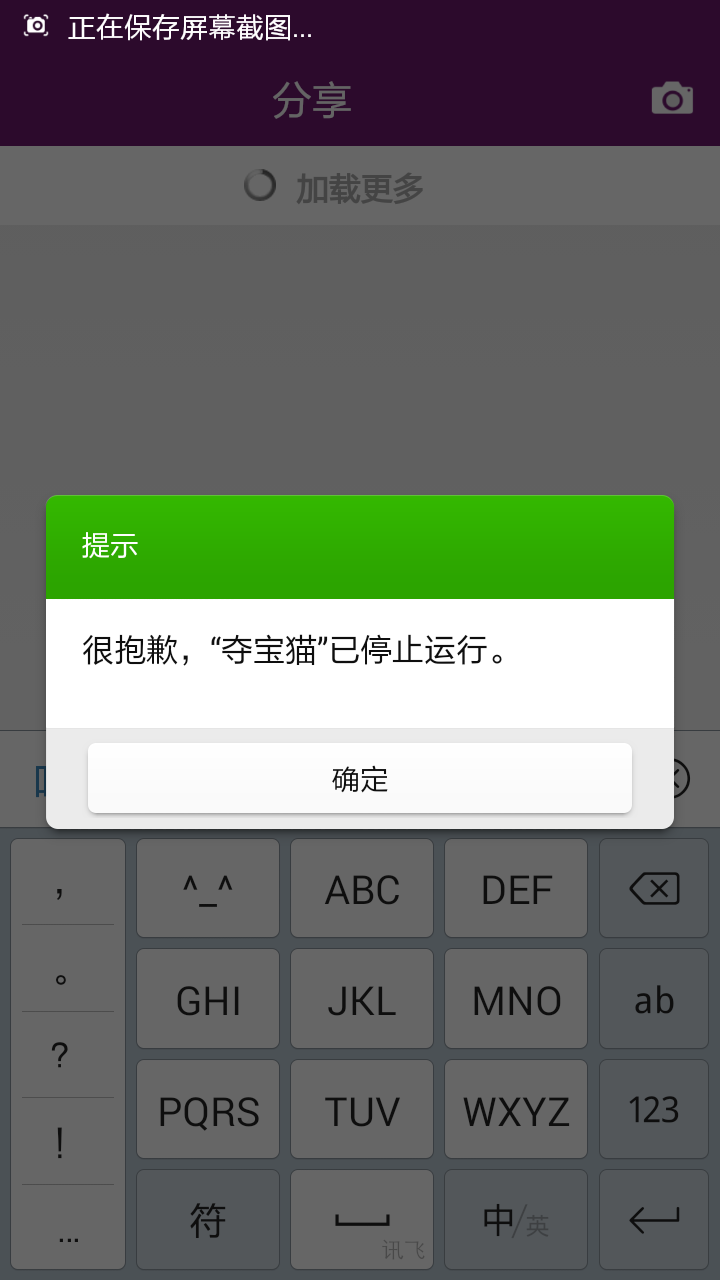 正在保存屏幕截图...
分享
加载更多
提示
很抱歉，“夺宝猫”已停止运行。
确定
，
^_^
ABC
DEF
。
GHI
JKL
MNO
ab
?
PQRS
TUV
WXYZ
123
!
...
符
讯飞
中/英